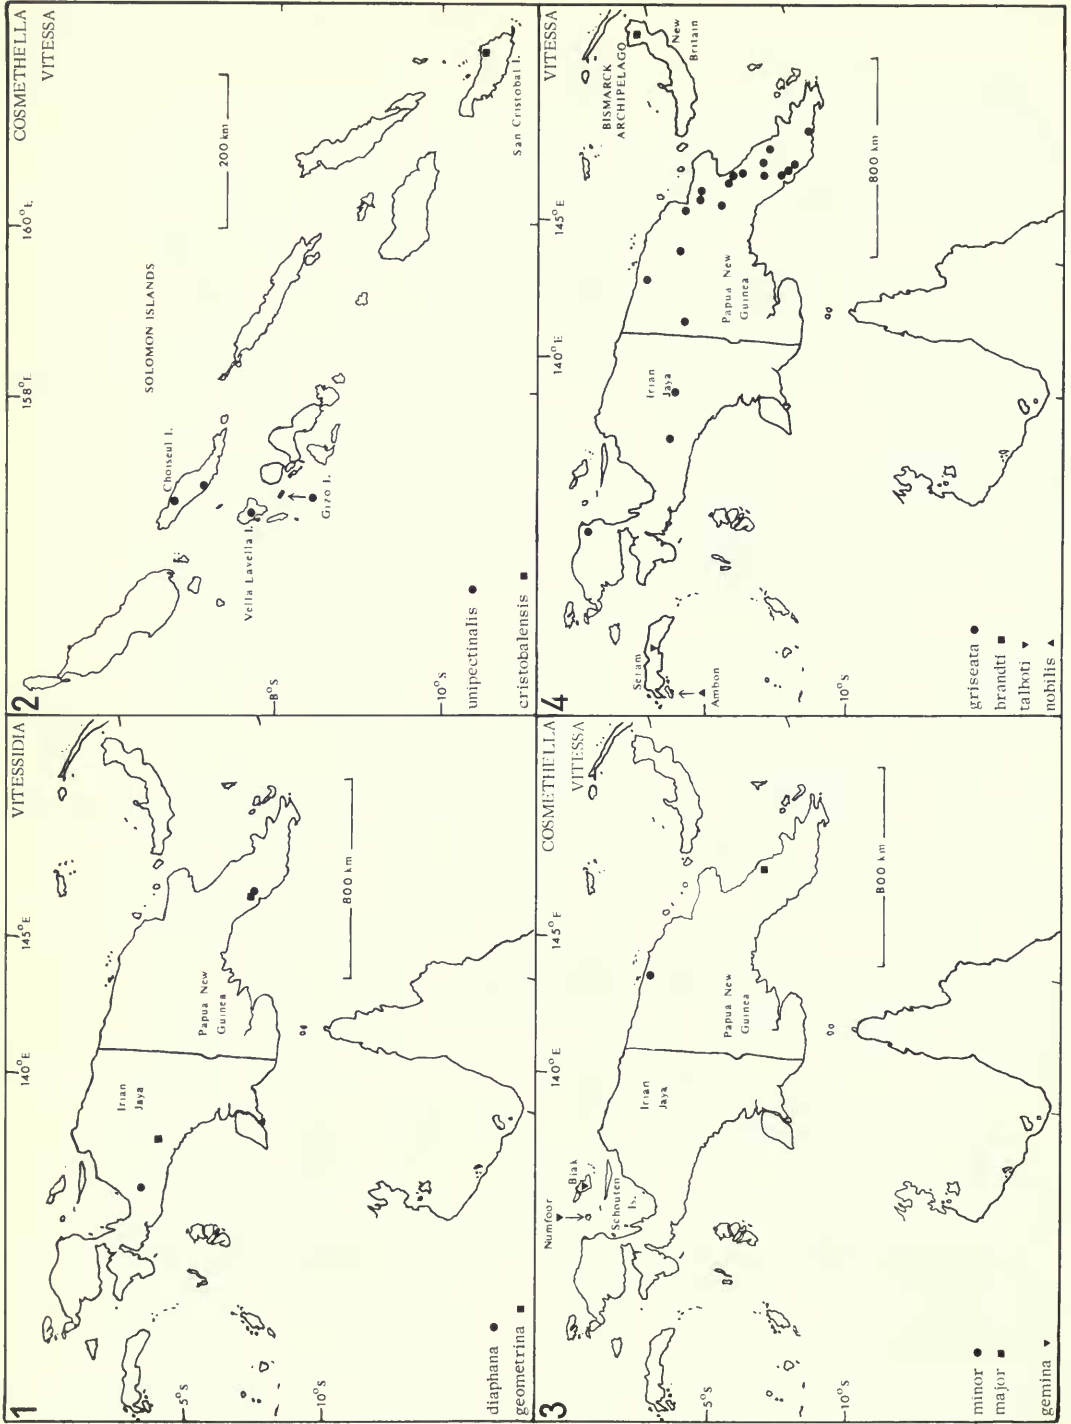 1
VITESSIDIA
140°E
145°E
5°S
10°S
Irian
Jaya
Papua New
Guinea
800 km
diaphana ●
geometrina ■
2
COSMETHELLA
VITESSA
158°E
160°E
8°S
10°S
SOLOMON ISLANDS
Choiseul I.
Vella Lavella I.
Gizo I.
San Cristobal I.
200 km
unipectinalis ●
cristobalensis ■
3
COSMETHELLA
VITESSA
140°E
145°E
5°S
10°S
Numfoor
Biak
Schouten
Is.
Irian
Jaya
Papua New
Guinea
800 km
minor ●
major ■
gemina ▼
4
VITESSA
140°E
145°E
10°S
BISMARCK
ARCHIPELAGO
New
Britain
Seram
Ambon
Irian
Jaya
Papua New
Guinea
800 km
griseata ●
brandti ■
talboti ▼
nobilis ▲